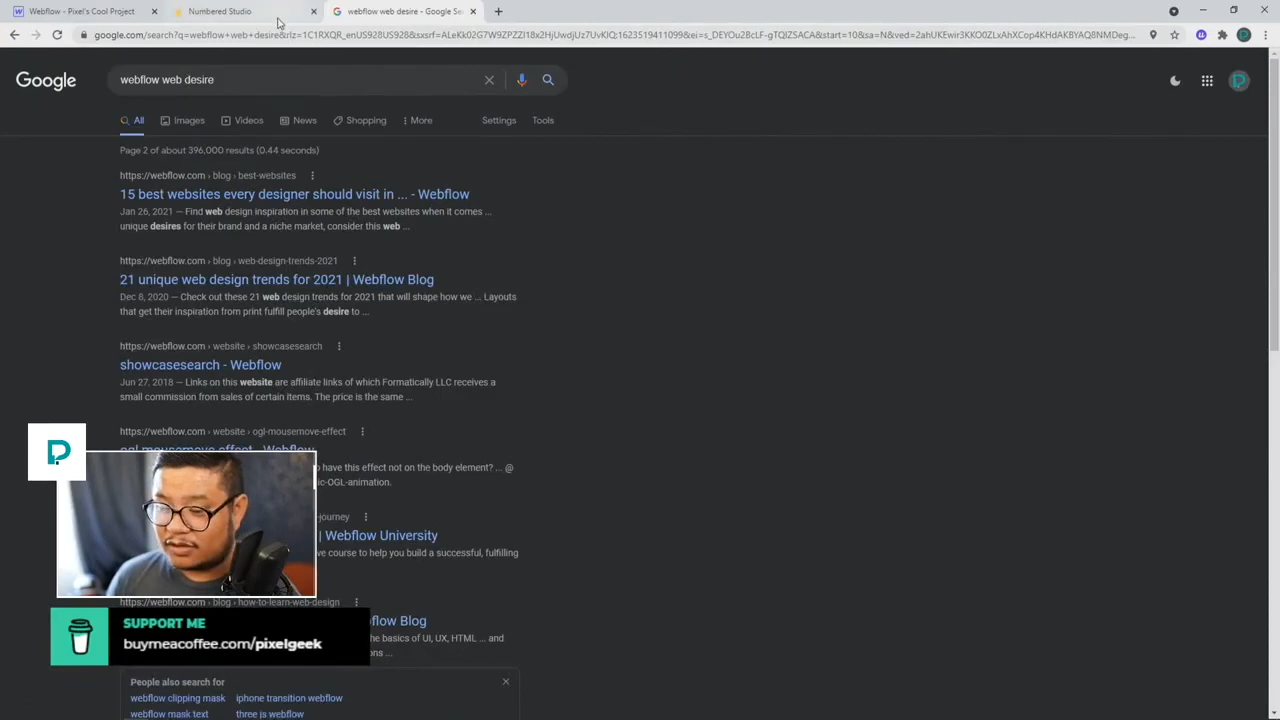 Webflow - Pixel's Cool Project
Numbered Studio
webflow web desire - Google Se
Google
webflow web desire
All
Images
Videos
News
Shopping
More
Settings
Tools
Page 2 of about 396,000 results (0.44 seconds)
https://webflow.com › blog › best-websites
15 best websites every designer should visit in ... - Webflow
Jan 26, 2021 — Find web design inspiration in some of the best websites when it comes ...
unique desires for their brand and a niche market, consider this web ...
https://webflow.com › blog › web-design-trends-2021
21 unique web design trends for 2021 | Webflow Blog
Dec 8, 2020 — Check out these 21 web design trends for 2021 that will shape how we ... Layouts
that get their inspiration from print fulfill people's desire to ...
https://webflow.com › website › showcasesearch
showcasesearch - Webflow
Jun 27, 2018 — Links on this website are affiliate links of which Formatically LLC receives a
small commission from sales of certain items. The price is the same ...
https://webflow.com › website › ogl-mousemove-effect
ogl mousemove effect - Webflow
to have this effect not on the body element? ... @
ic-OGL-animation.
-journey
| Webflow University
ve course to help you build a successful, fulfilling
https://webflow.com › blog › how-to-learn-web-design
flow Blog
the basics of UI, UX, HTML ... and
ons ...
SUPPORT ME
buymeacoffee.com/pixelgeek
People also search for
webflow clipping mask
iphone transition webflow
webflow mask text
three js webflow